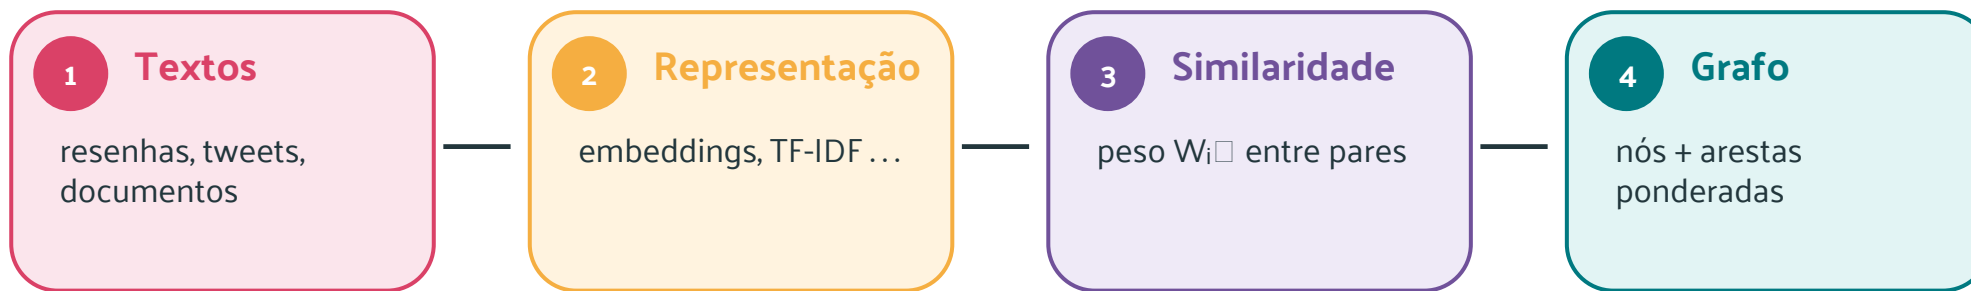 1 Textos
resenhas, tweets,
documentos
2 Representação
embeddings, TF-IDF ...
3 Similaridade
peso Wᵢ□ entre pares
4 Grafo
nós + arestas
ponderadas